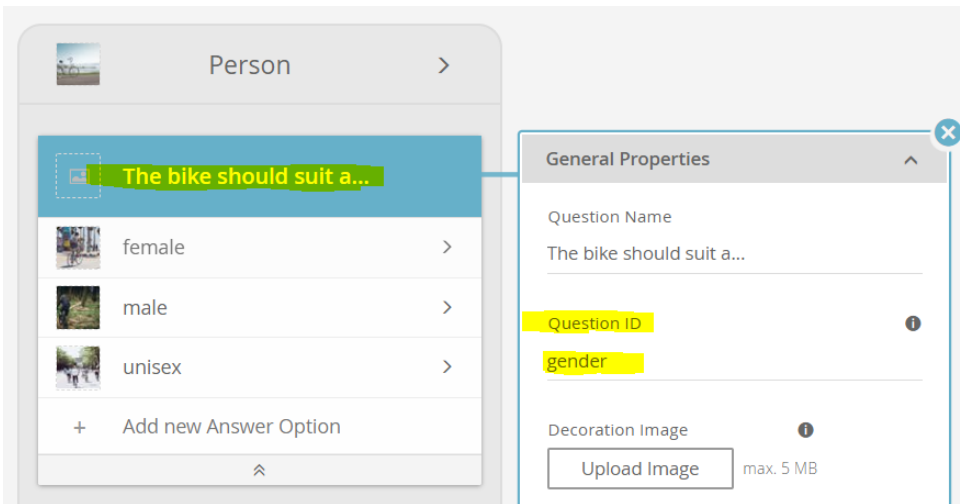 Person
The bike should suit a...
female
male
unisex
+ Add new Answer Option
General Properties
Question Name
The bike should suit a...
Question ID
gender
Decoration Image
Upload Image max. 5 MB